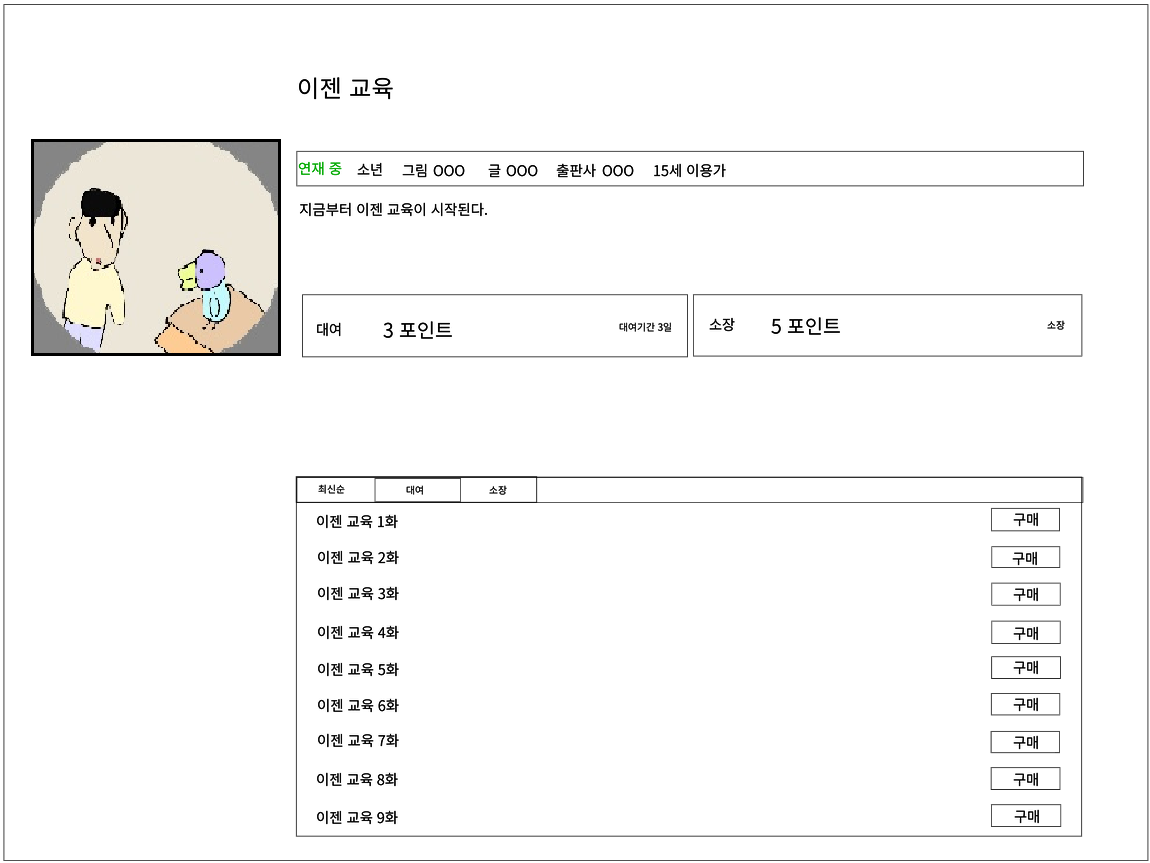 이젠 교육
연재 중 소년 그림 OOO 글 OOO 출판사 OOO 15세 이용가
지금부터 이젠 교육이 시작된다.
대여 3 포인트 대여기간 3일 소장 5 포인트 소장
최신순 대여 소장
이젠 교육 1화 구매
이젠 교육 2화 구매
이젠 교육 3화 구매
이젠 교육 4화 구매
이젠 교육 5화 구매
이젠 교육 6화 구매
이젠 교육 7화 구매
이젠 교육 8화 구매
이젠 교육 9화 구매